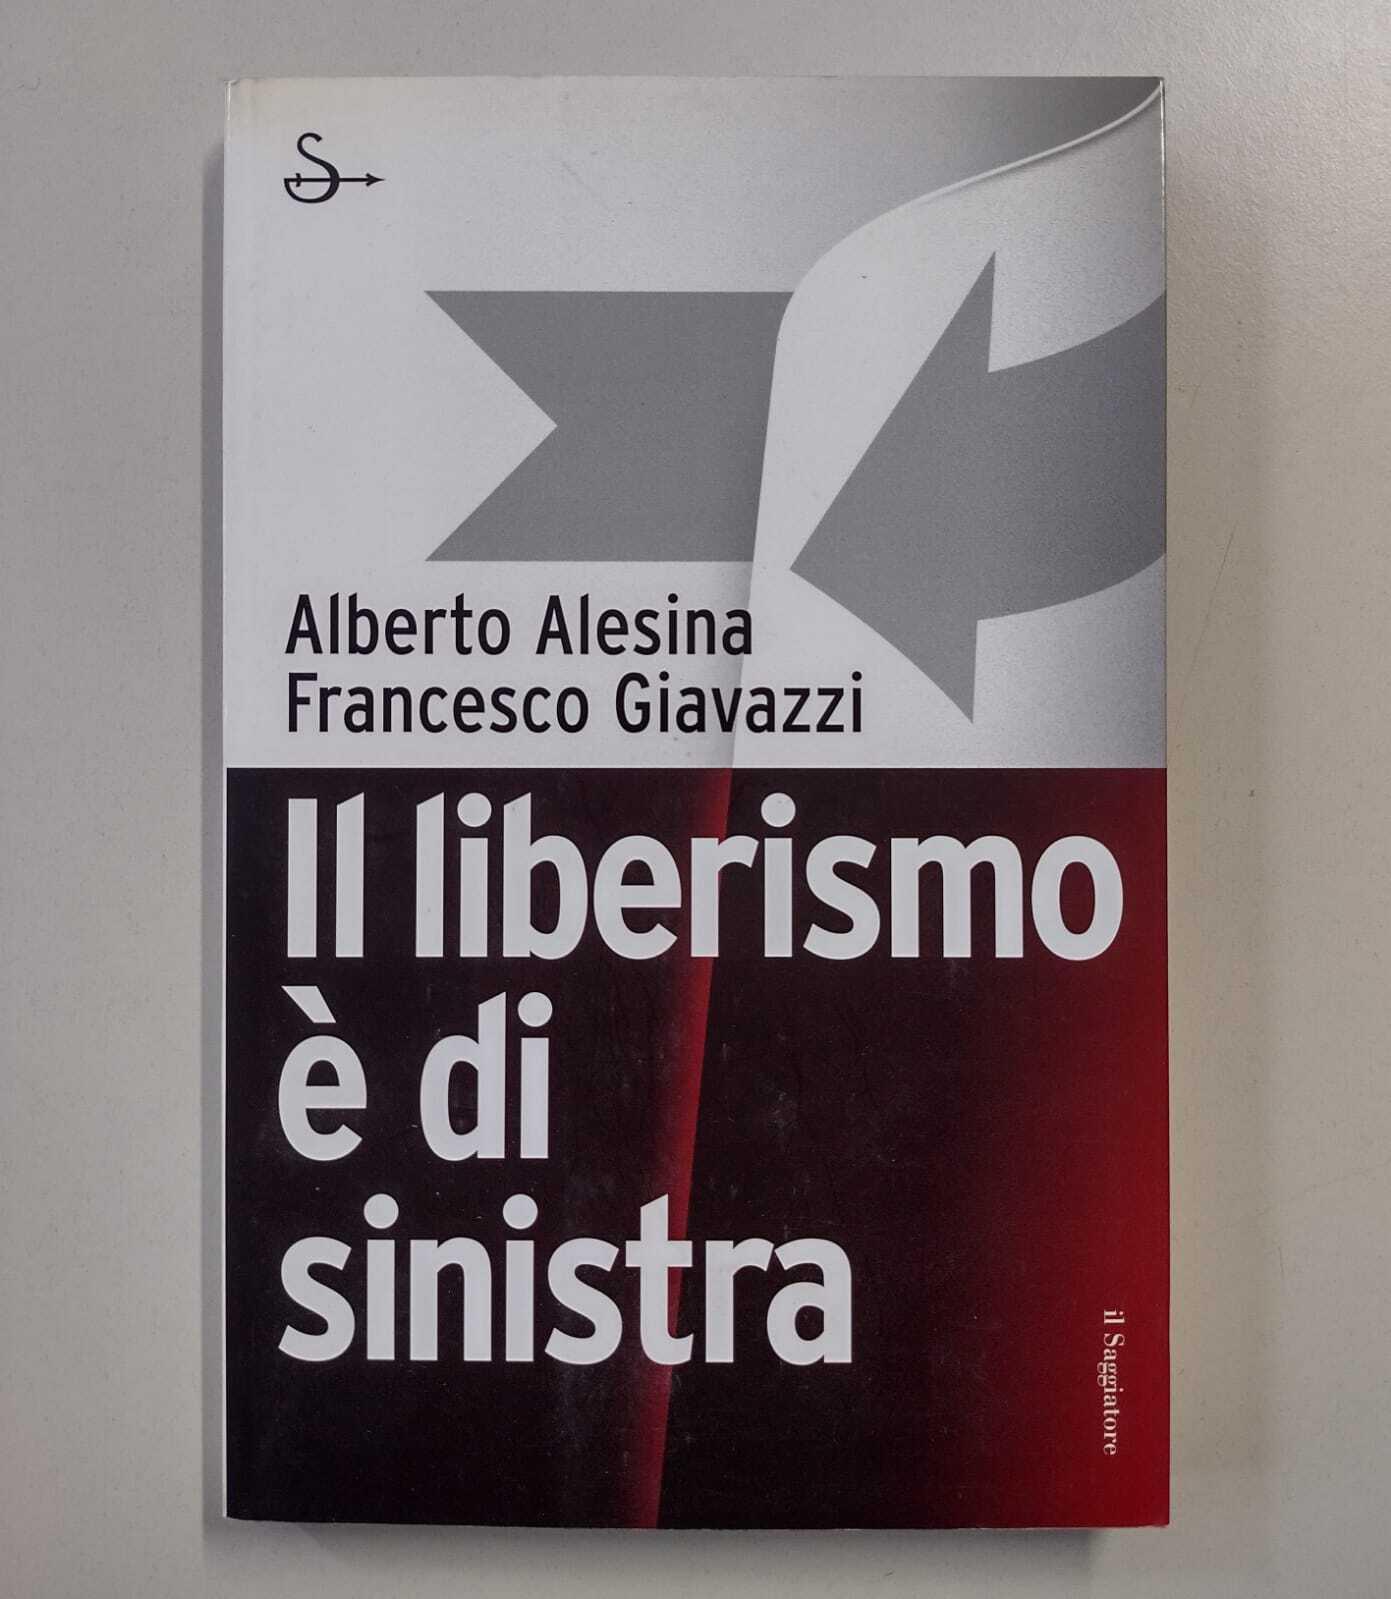 Alberto Alesina
Francesco Giavazzi
Il liberismo
è di
sinistra
il Saggiatore